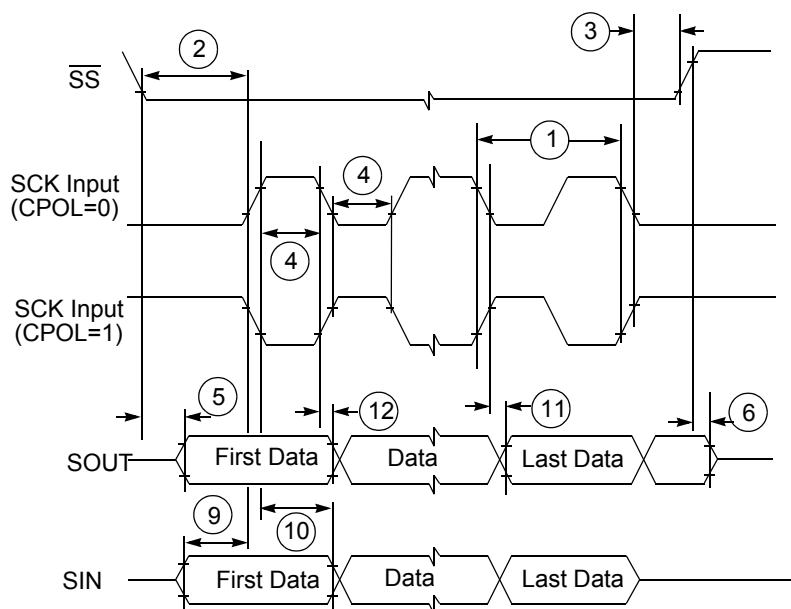 2
3
SS
1
SCK Input
(CPOL=0)
4
4
SCK Input
(CPOL=1)
5
12
11
6
SOUT
First Data
Data
Last Data
9
10
SIN
First Data
Data
Last Data